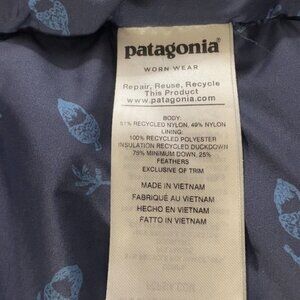 patagonia®
WORN WEAR
Repair, Reuse, Recycle
This Product
www.patagonia.com
BODY:
51% RECYCLED NYLON, 49% NYLON
LINING:
100% RECYCLED POLYESTER
INSULATION RECYCLED DUCKDOWN
75% MINIMUM DOWN, 25%
FEATHERS
EXCLUSIVE OF TRIM
MADE IN VIETNAM
FABRIQUÉ AU VIETNAM
HECHO EN VIETNAM
FATTO IN VIETNAM